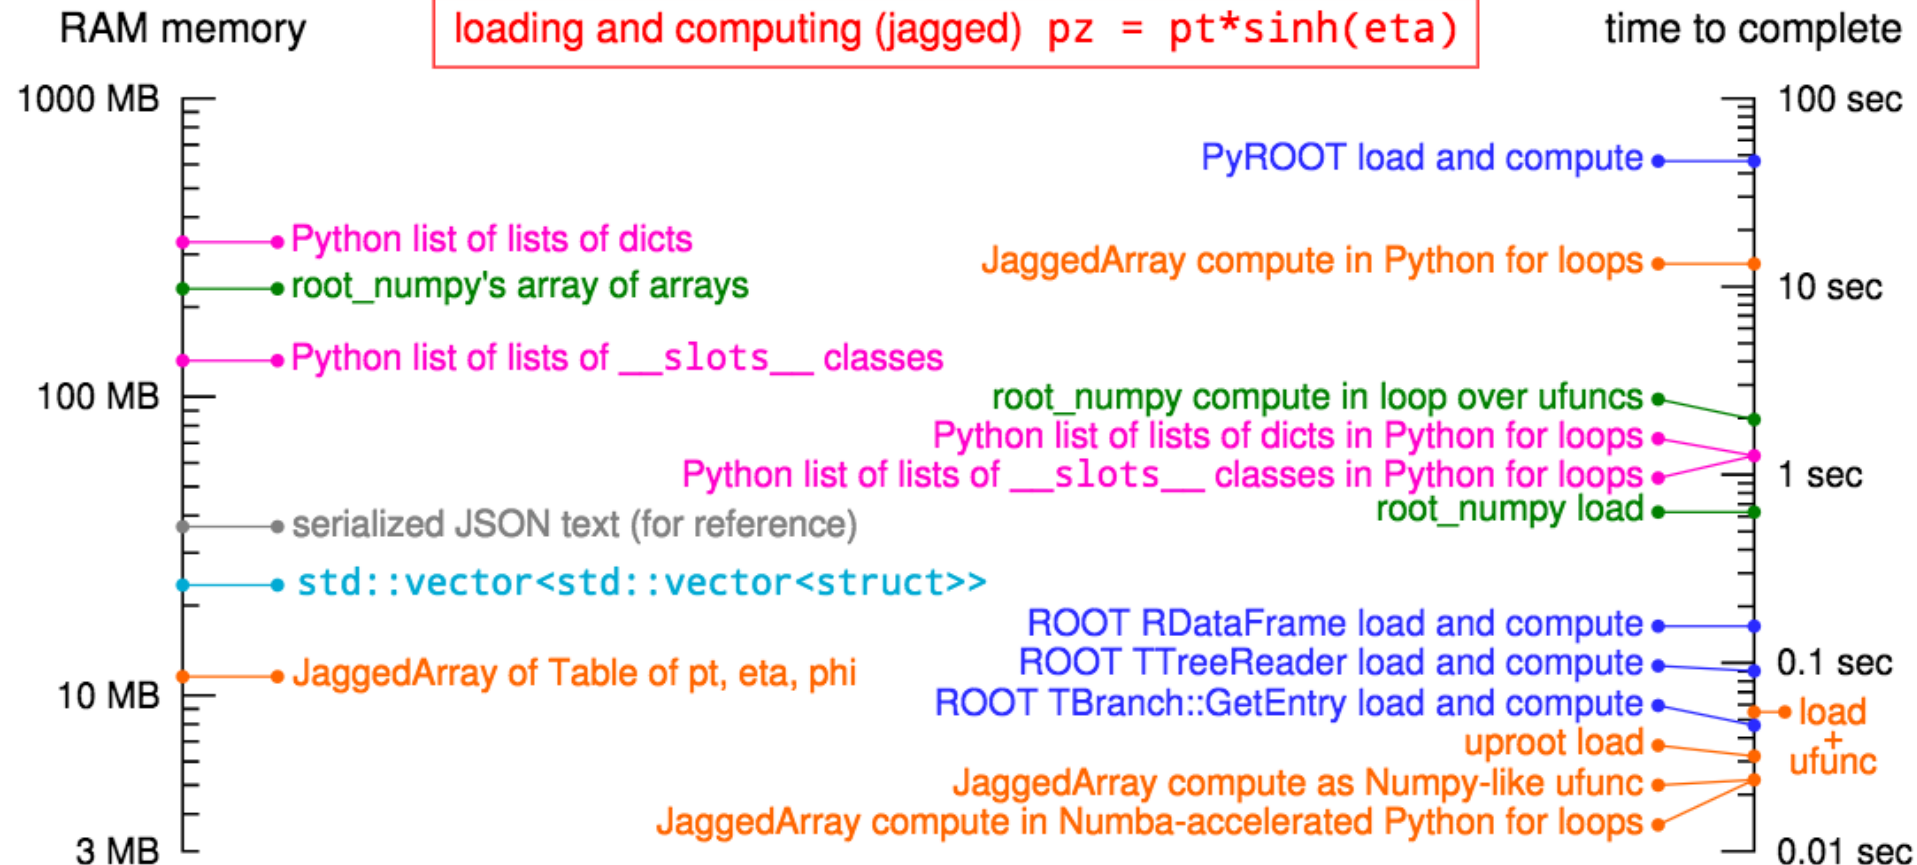 RAM memory
loading and computing (jagged) pz = pt*sinh(eta)
time to complete
1000 MB
100 MB
10 MB
3 MB
Python list of lists of dicts
root_numpy's array of arrays
Python list of lists of __slots__ classes
serialized JSON text (for reference)
std::vector<std::vector<struct>>
JaggedArray of Table of pt, eta, phi
PyROOT load and compute
JaggedArray compute in Python for loops
root_numpy compute in loop over ufuncs
Python list of lists of dicts in Python for loops
Python list of lists of __slots__ classes in Python for loops
root_numpy load
ROOT RDataFrame load and compute
ROOT TTreeReader load and compute
ROOT TBranch::GetEntry load and compute
uproot load
JaggedArray compute as Numpy-like ufunc
JaggedArray compute in Numba-accelerated Python for loops
100 sec
10 sec
1 sec
0.1 sec
load
+
ufunc
0.01 sec